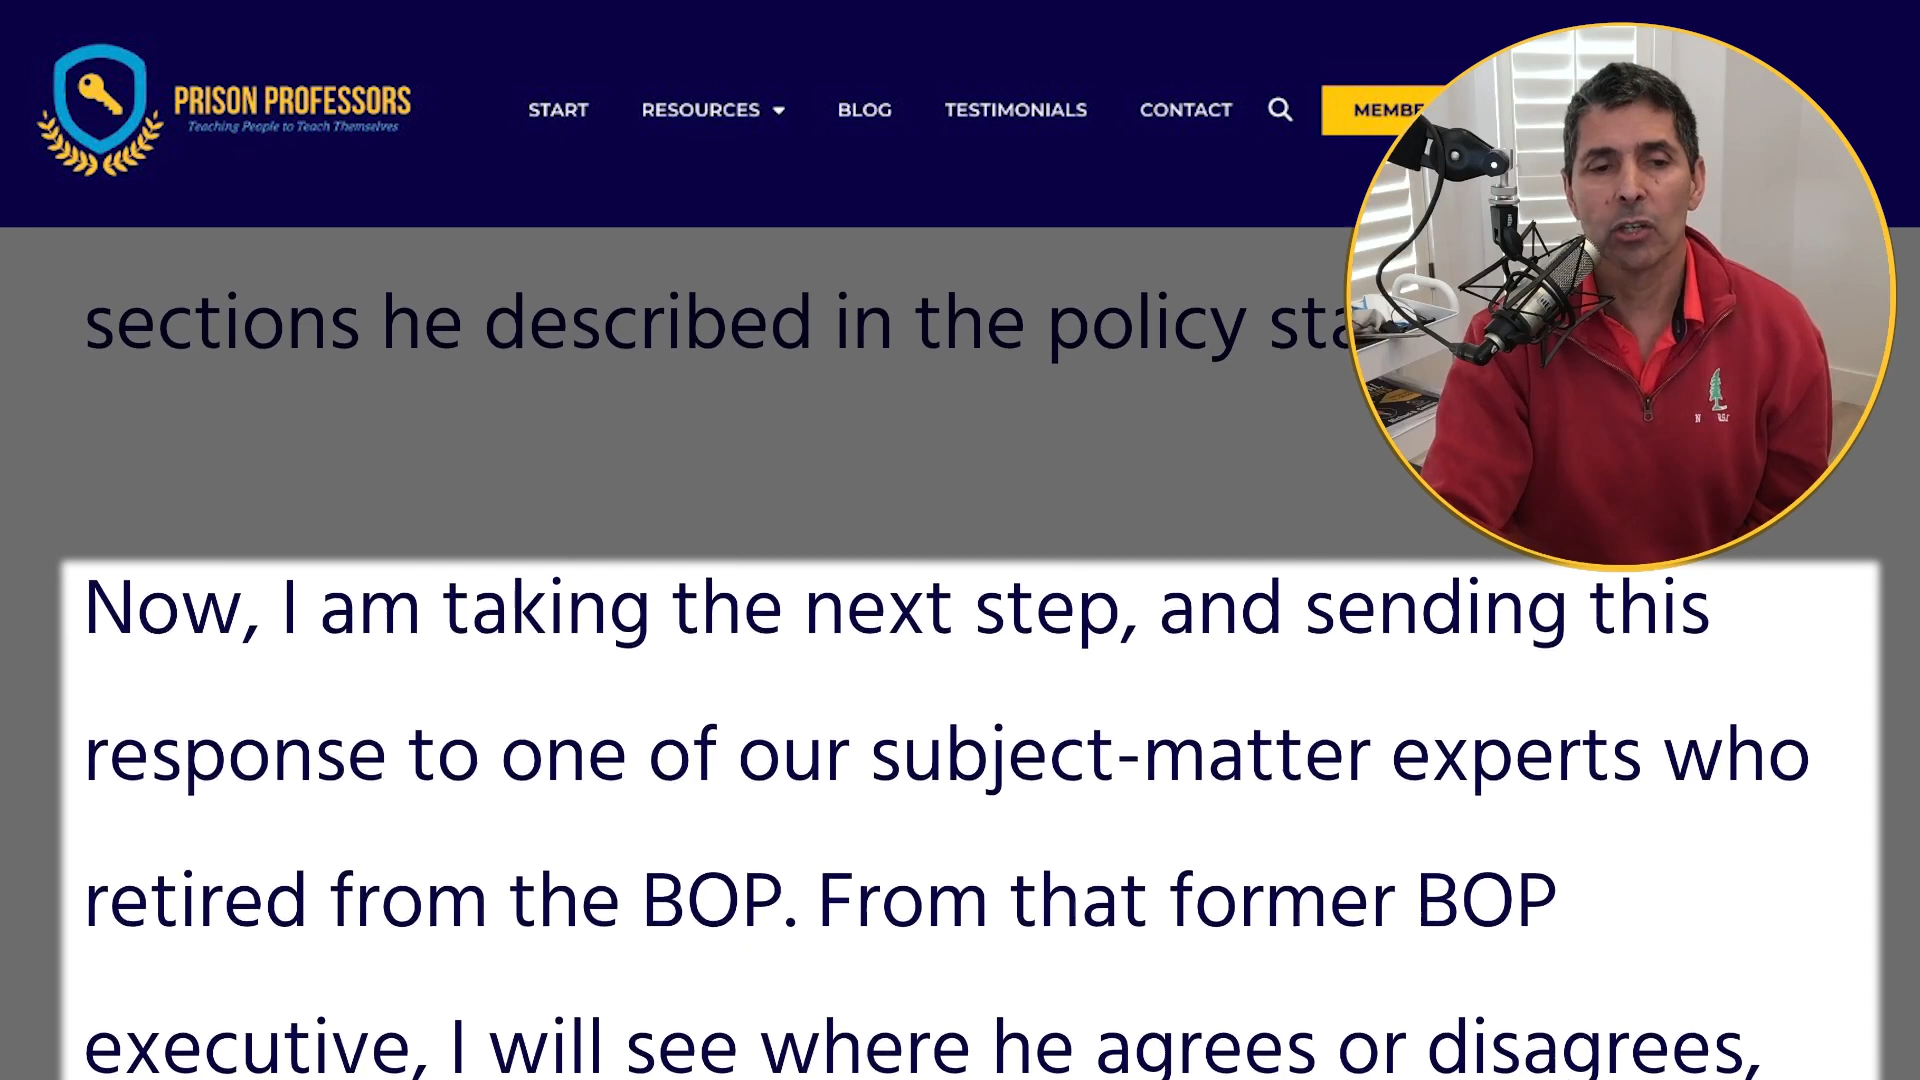 PRISON PROFESSORS
Teaching People to Teach Themselves
START RESOURCES BLOG TESTIMONIALS CONTACT
sections he described in the policy
Now, I am taking the next step, and sending this
response to one of our subject-matter experts who
retired from the BOP. From that former BOP
executive, I will see where he agrees or disagrees,